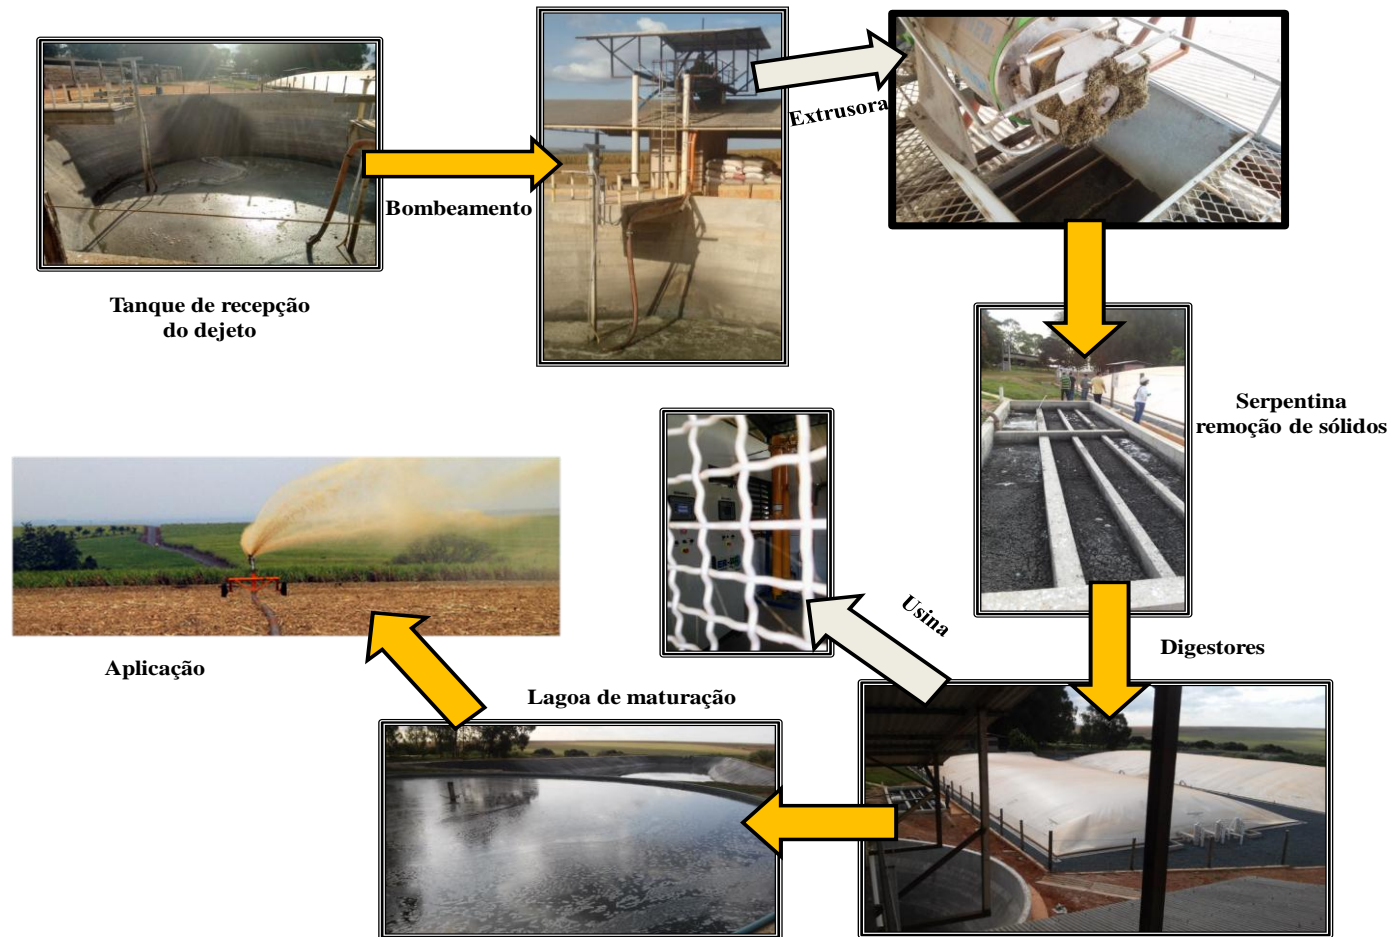 Extrusora
Bombeamento
Tanque de recepção
do dejeto
Serpentina
remoção de sólidos
Usina
Digestores
Aplicação
Lagoa de maturação